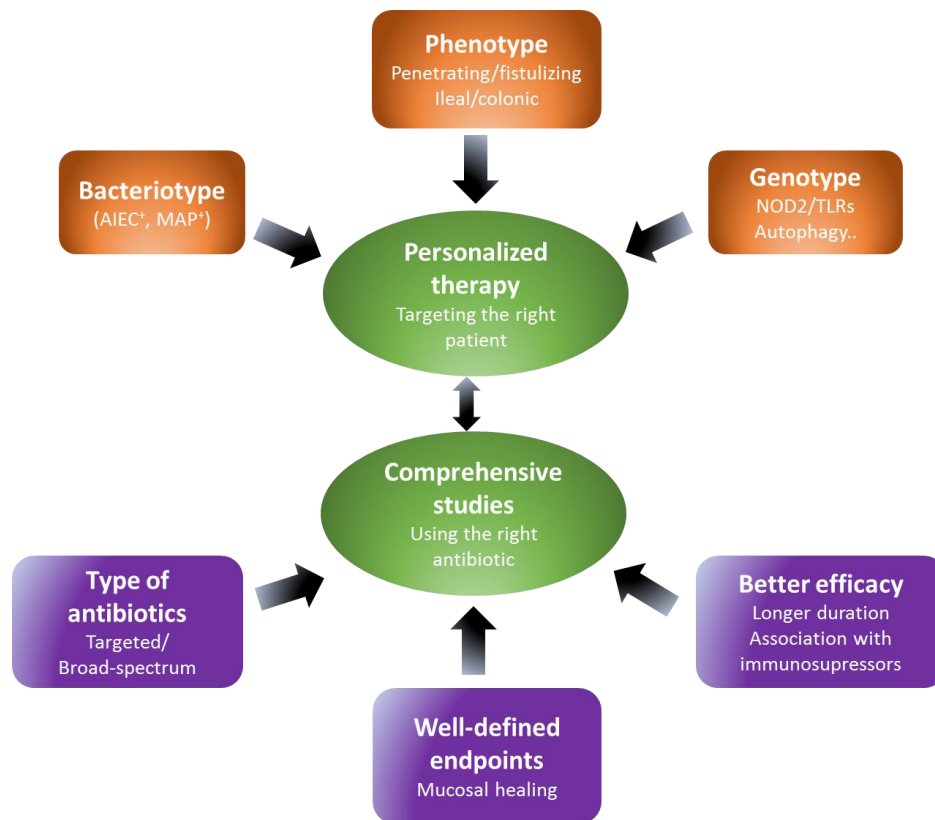 Phenotype
Penetrating/fistulizing
Ileal/colonic
Bacteriotype
(AIEC⁺, MAP⁺)
Genotype
NOD2/TLRs
Autophagy..
Personalized
therapy
Targeting the right
patient
Comprehensive
studies
Using the right
antibiotic
Type of
antibiotics
Targeted/
Broad-spectrum
Better efficacy
Longer duration
Association with
immunosupressors
Well-defined
endpoints
Mucosal healing